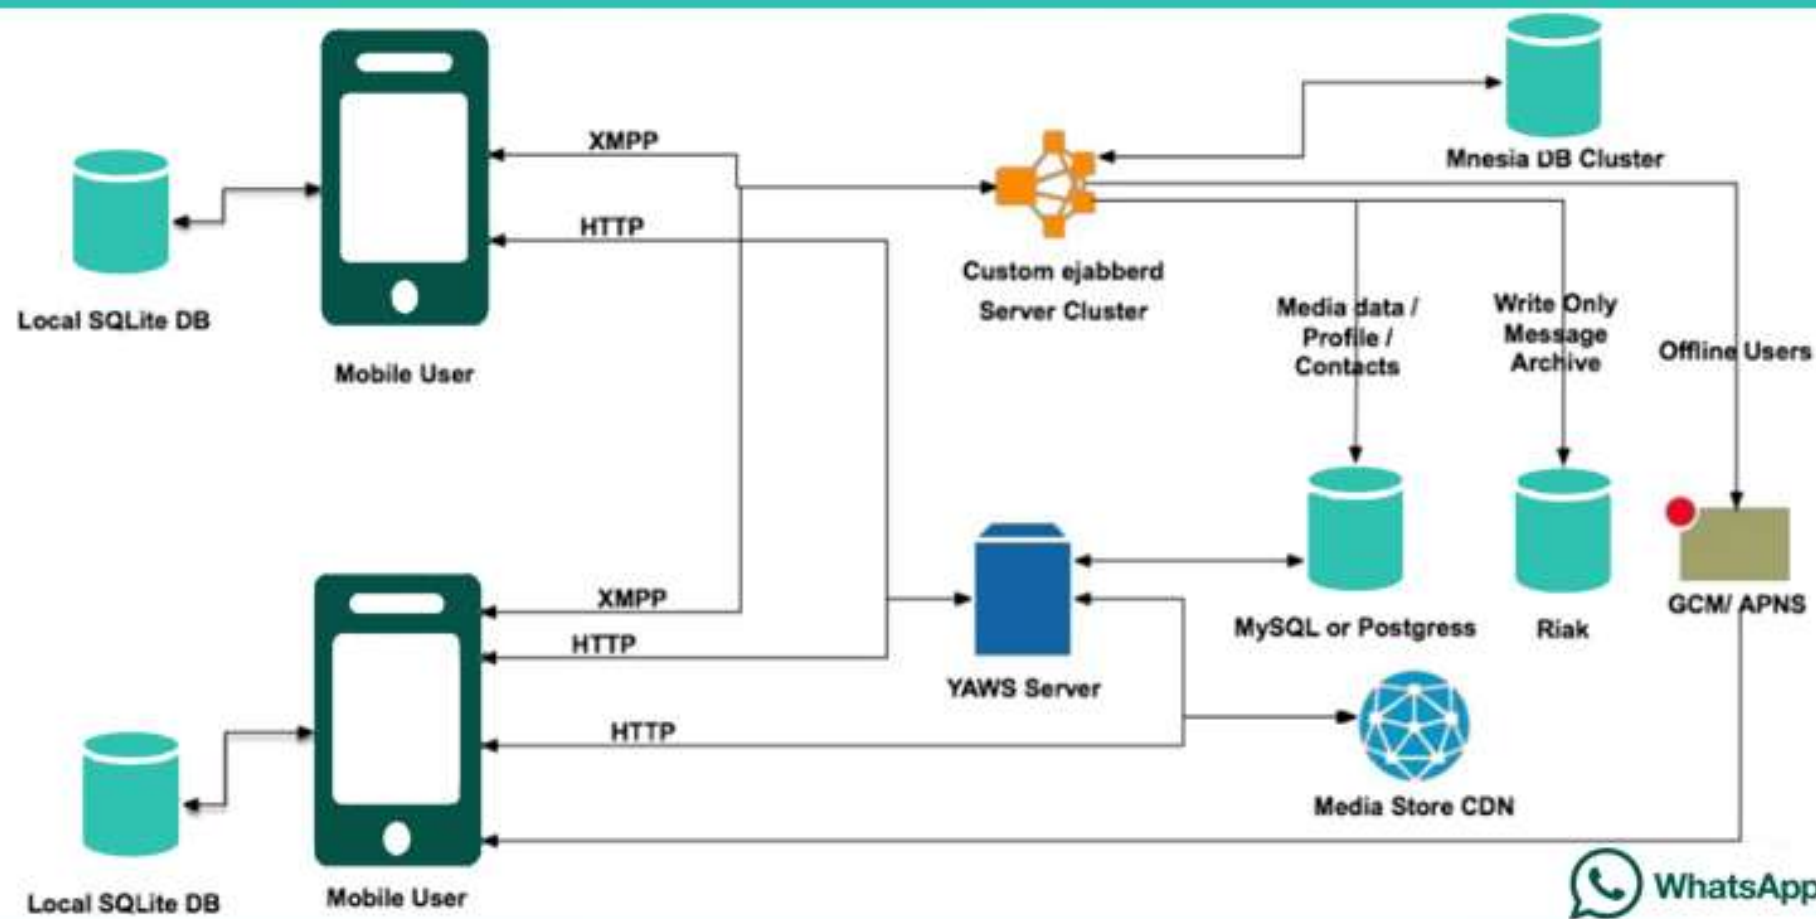 XMPP
Mnesia DB Cluster
HTTP
Custom ejabberd
Server Cluster
Local SQLite DB
Mobile User
Media data /
Profile /
Contacts
Write Only
Message
Archive
Offline Users
XMPP
HTTP
MySQL or Postgress
Riak
GCM/ APNS
YAWS Server
HTTP
Media Store CDN
Local SQLite DB
Mobile User
WhatsApp